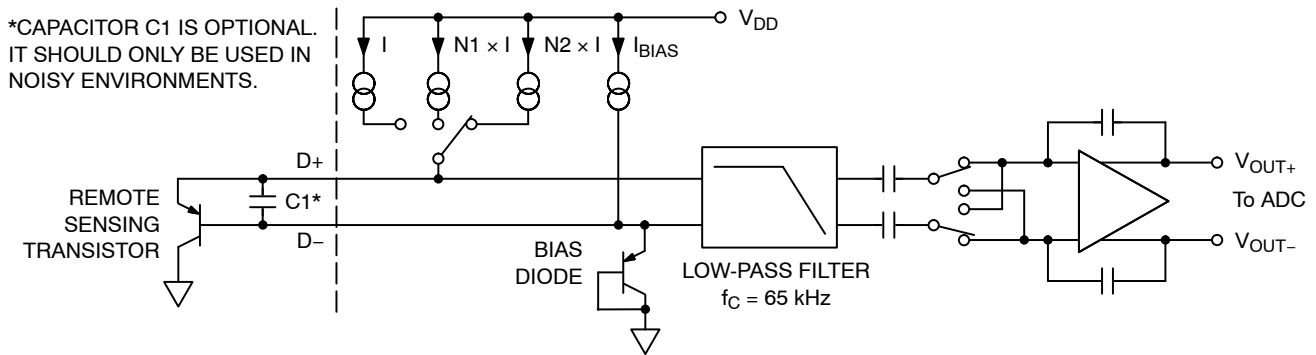 *CAPACITOR C1 IS OPTIONAL.
IT SHOULD ONLY BE USED IN
NOISY ENVIRONMENTS.
VDD
I
N1 × I
N2 × I
IBIAS
D+
C1*
D−
REMOTE
SENSING
TRANSISTOR
BIAS
DIODE
LOW-PASS FILTER
fC = 65 kHz
VOUT+
To ADC
VOUT−